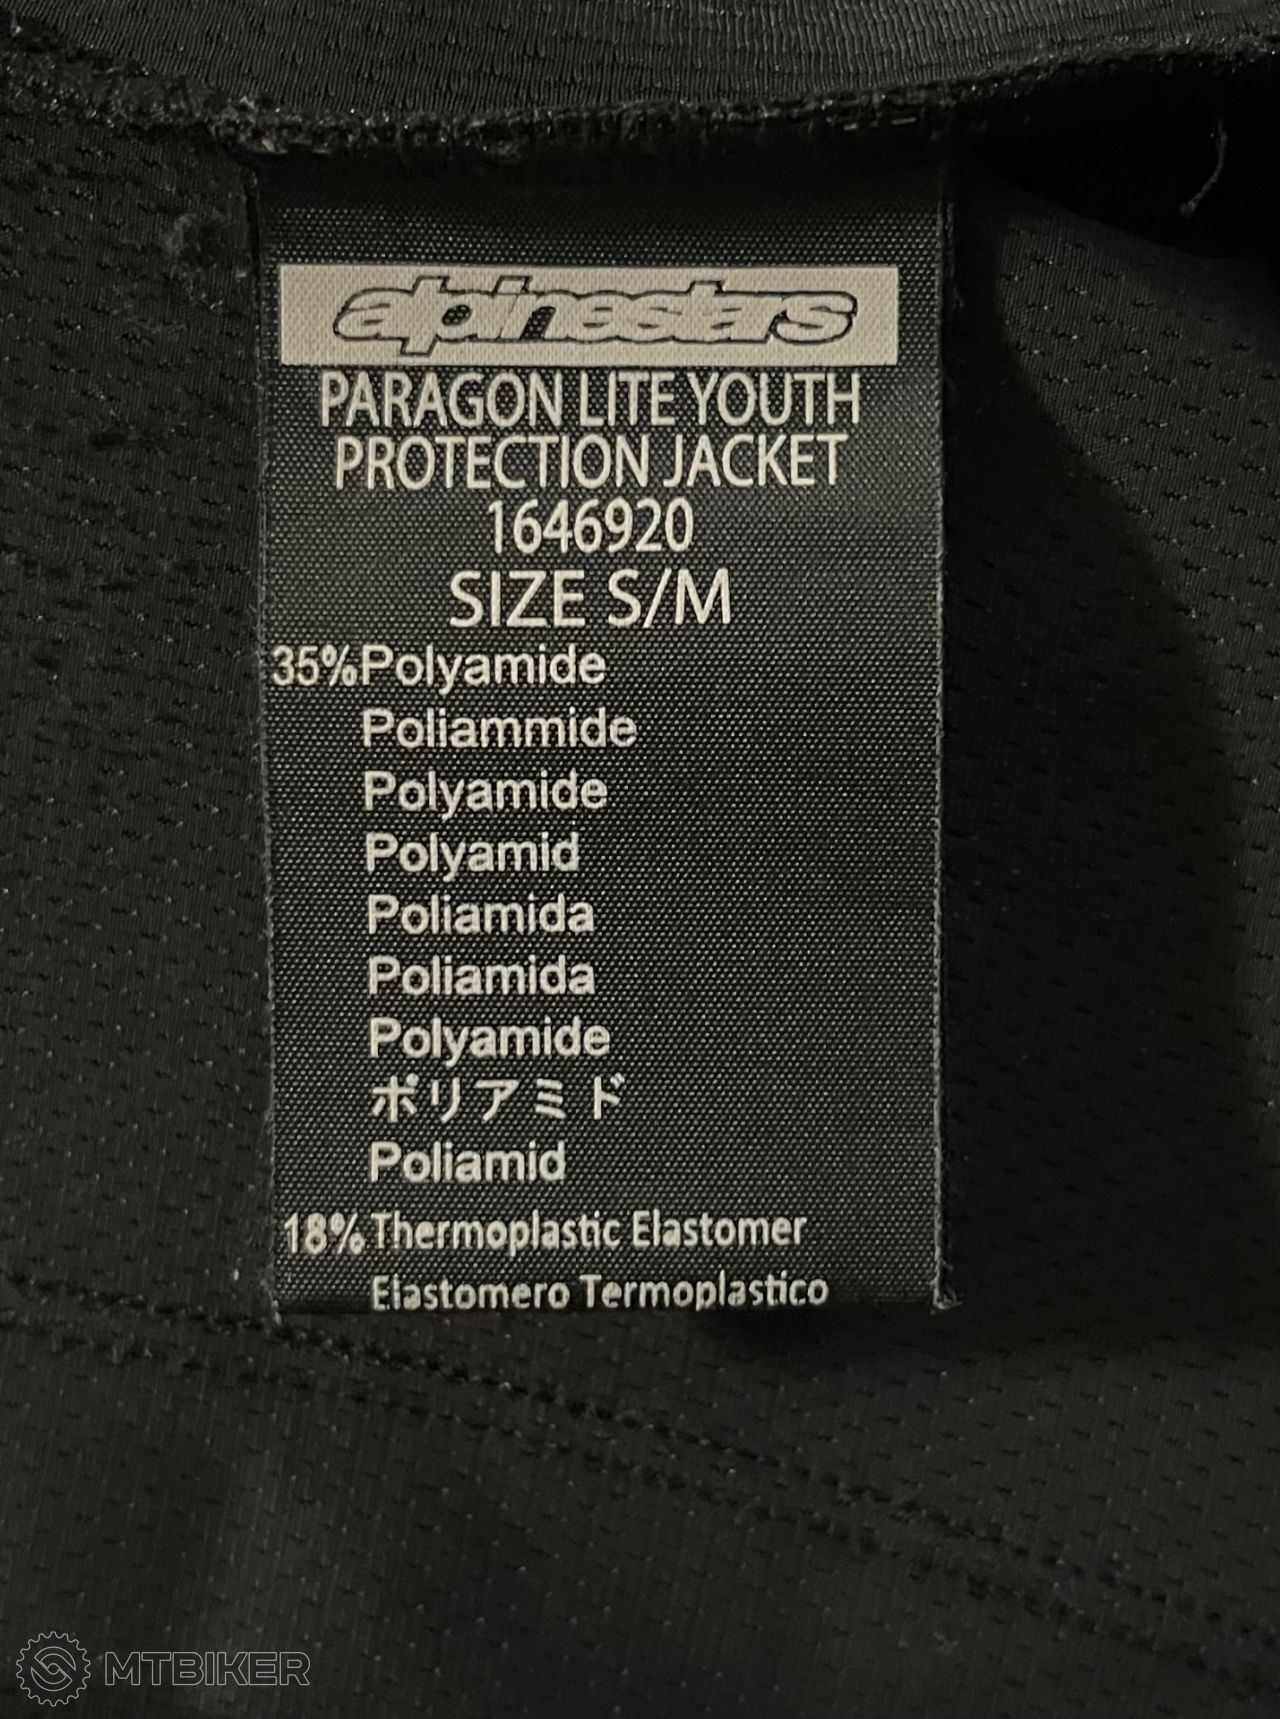 alpinestars
PARAGON LITE YOUTH
PROTECTION JACKET
1646920
SIZE S/M
35% Polyamide
Poliammide
Polyamide
Polyamid
Poliamida
Poliamida
Polyamide
ポリアミド
Poliamid
18% Thermoplastic Elastomer
Elastomero Termoplastico
MTBIKER